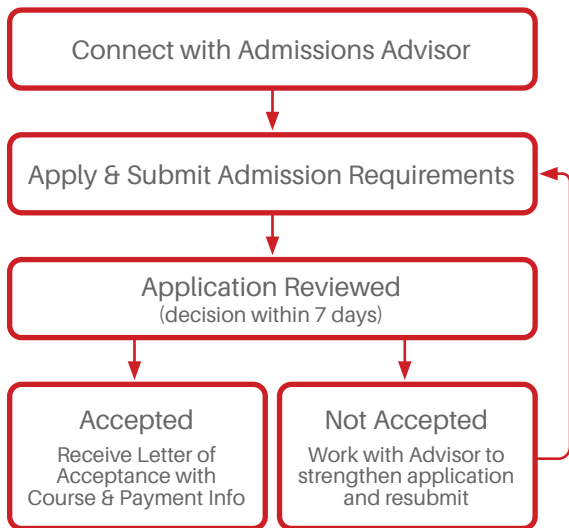 Connect with Admissions Advisor
Apply & Submit Admission Requirements
Application Reviewed
(decision within 7 days)
Accepted
Receive Letter of
Acceptance with
Course & Payment Info
Not Accepted
Work with Advisor to
strengthen application
and resubmit